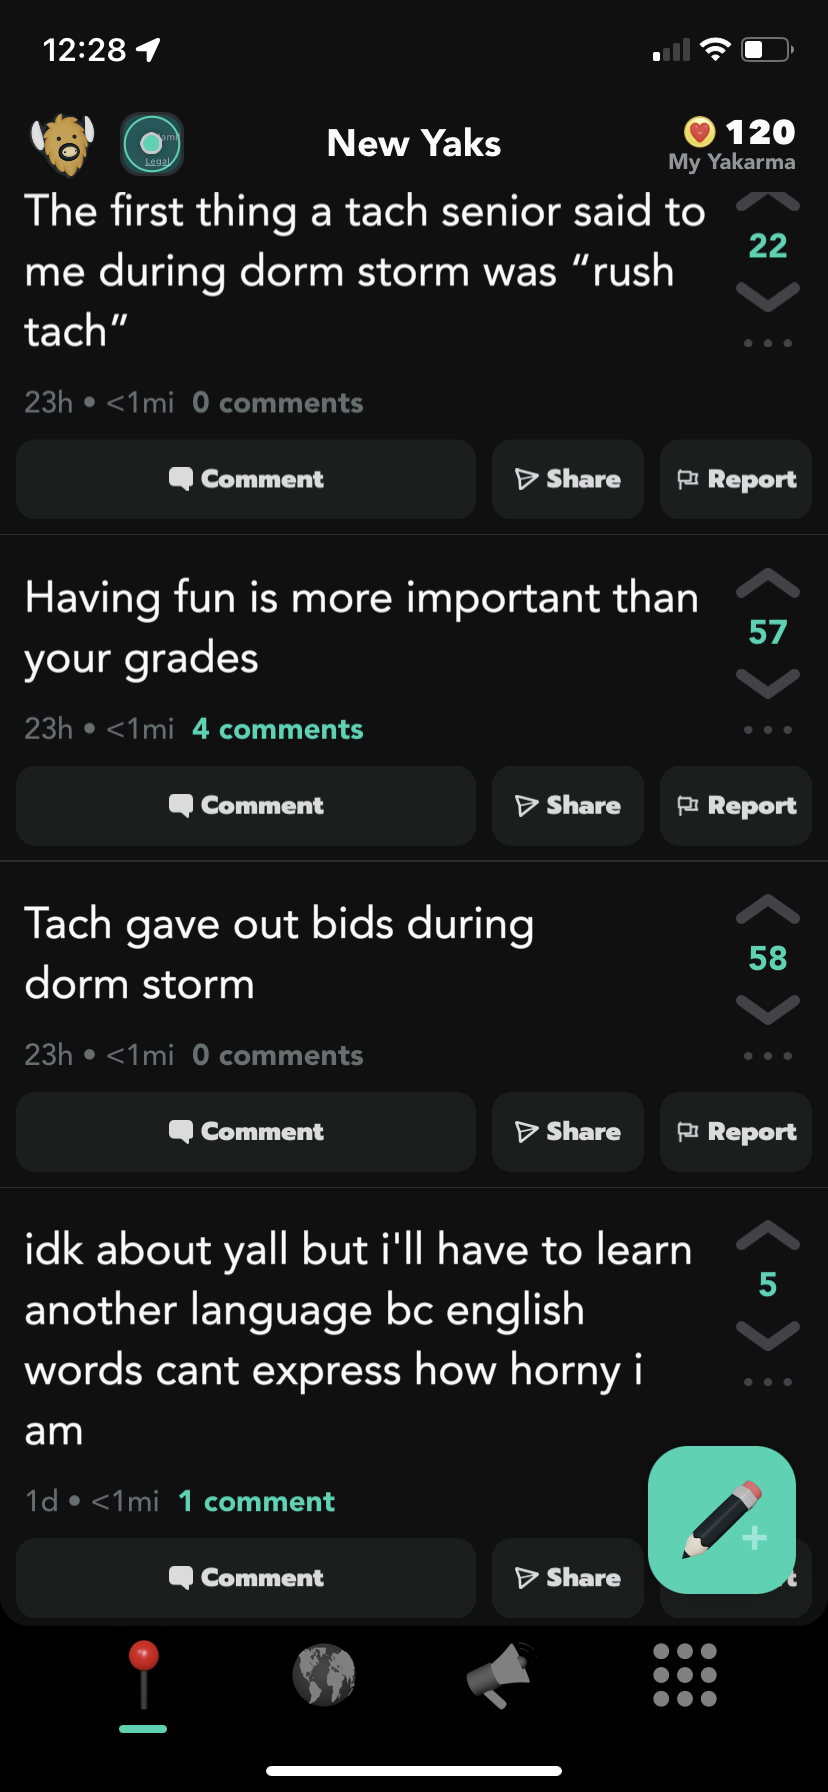 12:28
New Yaks
120
My Yakarma
Legal
The first thing a tach senior said to
me during dorm storm was “rush
tach”
22
23h • <1mi 0 comments
Comment Share Report
Having fun is more important than
your grades
57
23h • <1mi 4 comments
Comment Share Report
Tach gave out bids during
dorm storm
58
23h • <1mi 0 comments
Comment Share Report
idk about yall but i'll have to learn
another language bc english
words cant express how horny i
am
5
1d • <1mi 1 comment
Comment Share